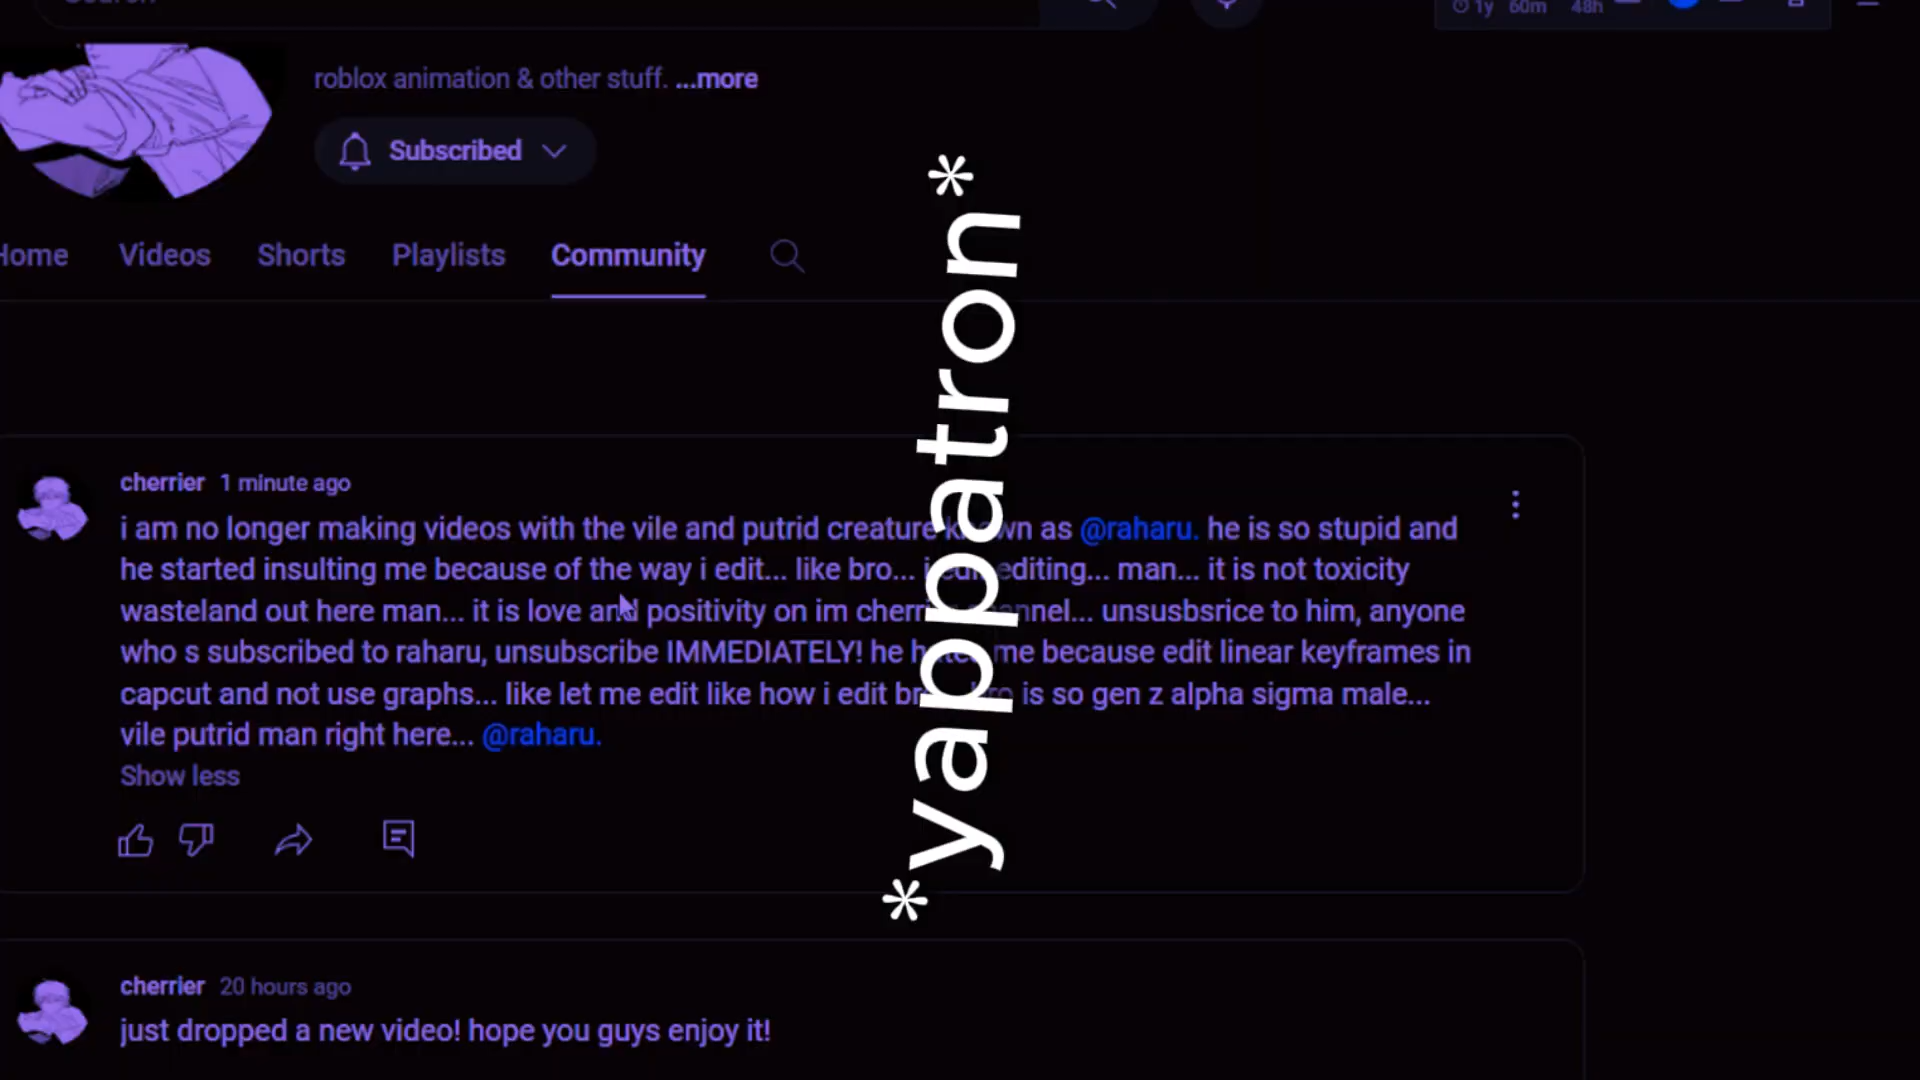 1y 60m 48h
roblox animation & other stuff. ...more
Subscribed
Home Videos Shorts Playlists Community
*yappatron*
cherrier 1 minute ago
i am no longer making videos with the vile and putrid creature as @raharu. he is so stupid and
he started insulting me because of the way i edit... like bro... editing... man... it is not toxicity
wasteland out here man... it is love and positivity on im ... unsusbsrice to him, anyone
who s subscribed to raharu, unsubscribe IMMEDIATELY! he me because edit linear keyframes in
capcut and not use graphs... like let me edit like how i edit is so gen z alpha sigma male...
vile putrid man right here... @raharu.
Show less
cherrier 20 hours ago
just dropped a new video! hope you guys enjoy it!